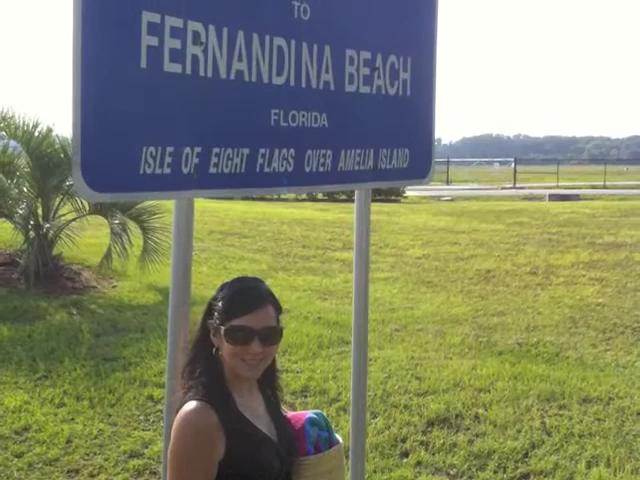 TO
FERNANDINA BEACH
FLORIDA
ISLE OF EIGHT FLAGS OVER AMELIA ISLAND